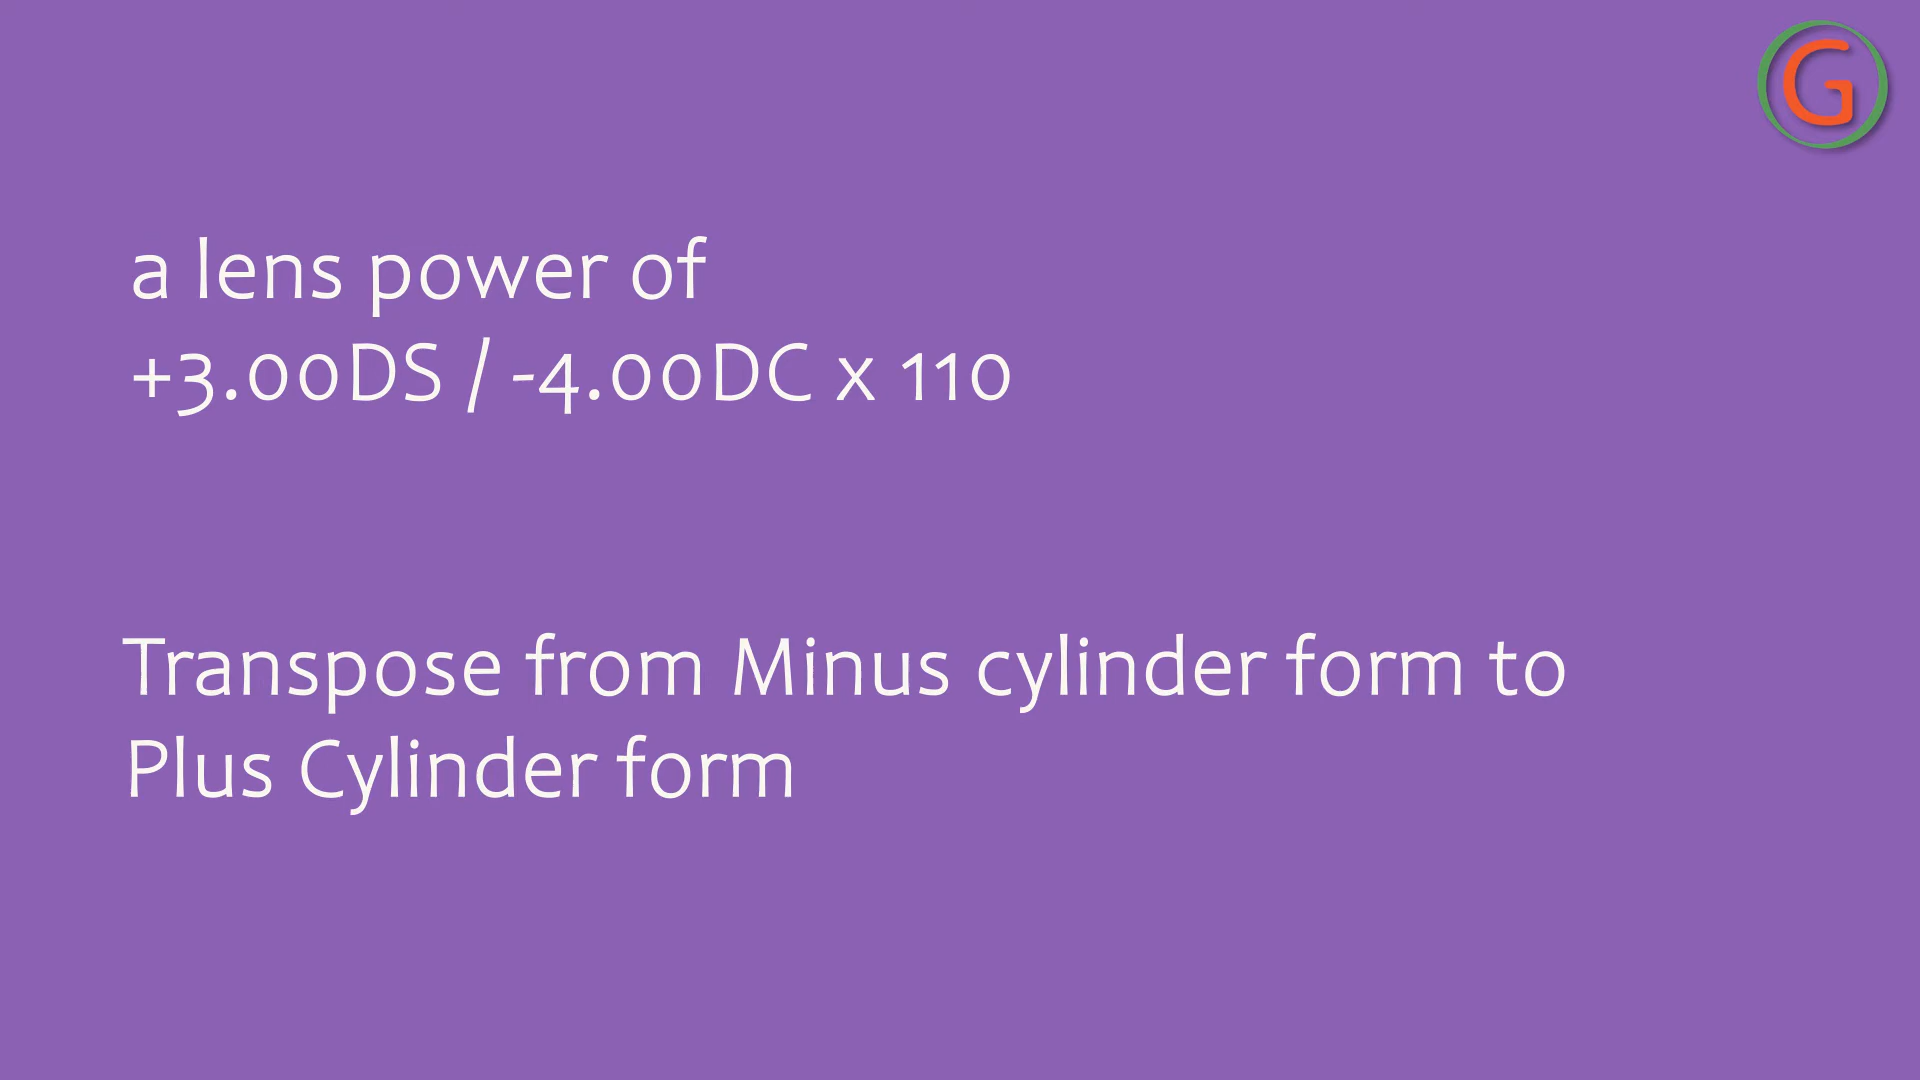 G
a lens power of
+3.00DS / -4.00DC x 110
Transpose from Minus cylinder form to
Plus Cylinder form